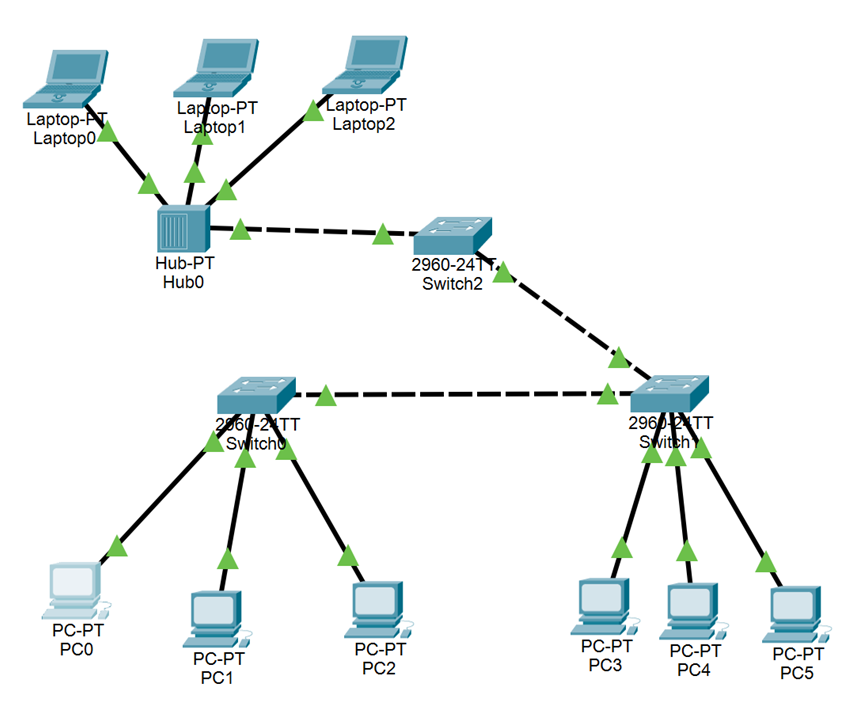 Laptop-PT
Laptop0
Laptop-PT
Laptop1
Laptop-PT
Laptop2
Hub-PT
Hub0
2960-24TT
Switch2
2960-24TT
Switch0
2960-24TT
Switch1
PC-PT
PC0
PC-PT
PC1
PC-PT
PC2
PC-PT
PC3
PC-PT
PC4
PC-PT
PC5